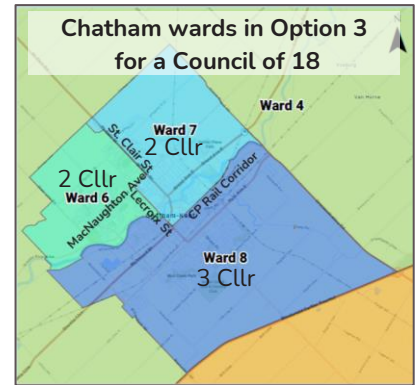 Chatham wards in Option 3
for a Council of 18
Ward 4
St. Clair St
Ward 7
2 Cllr
2 Cllr
Ward 6
MacNaughton Ave
Lecroix St
CP Rail Corridor
Ward 8
3 Cllr